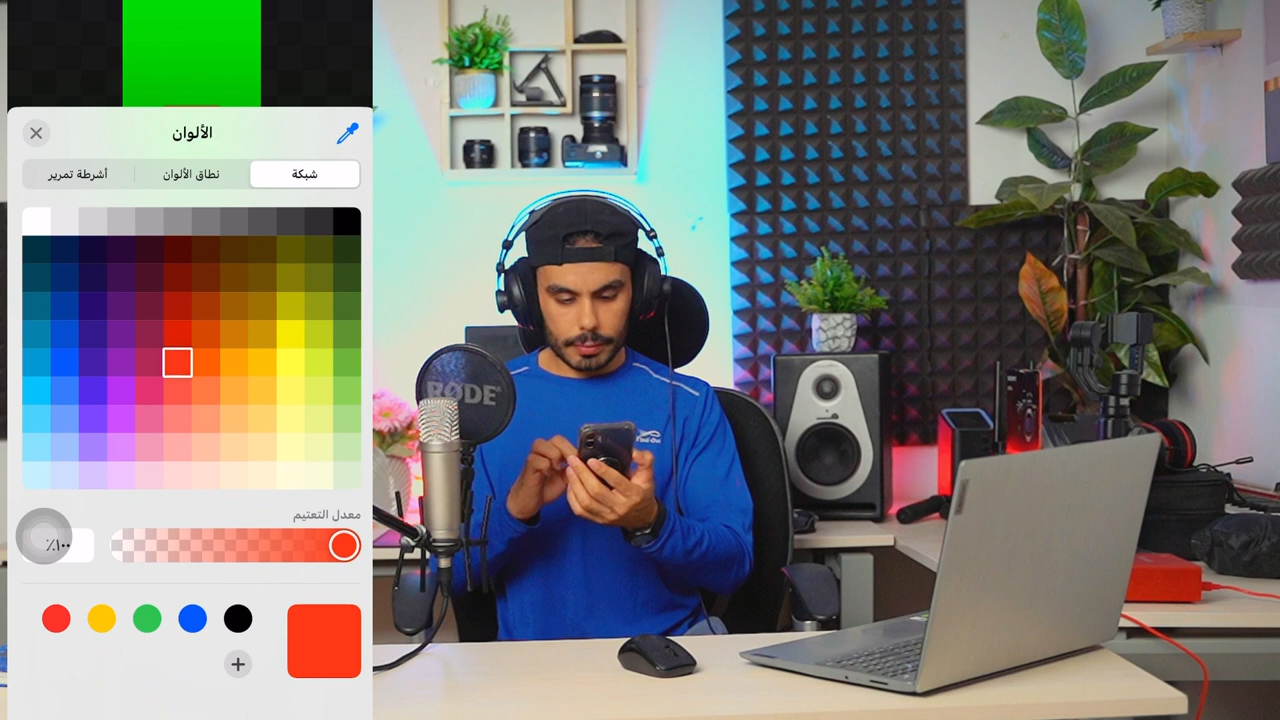 الألوان
شبكة
نطاق الألوان
أشرطة تمرير
معدل التعتيم
٪١٠٠
RØDE